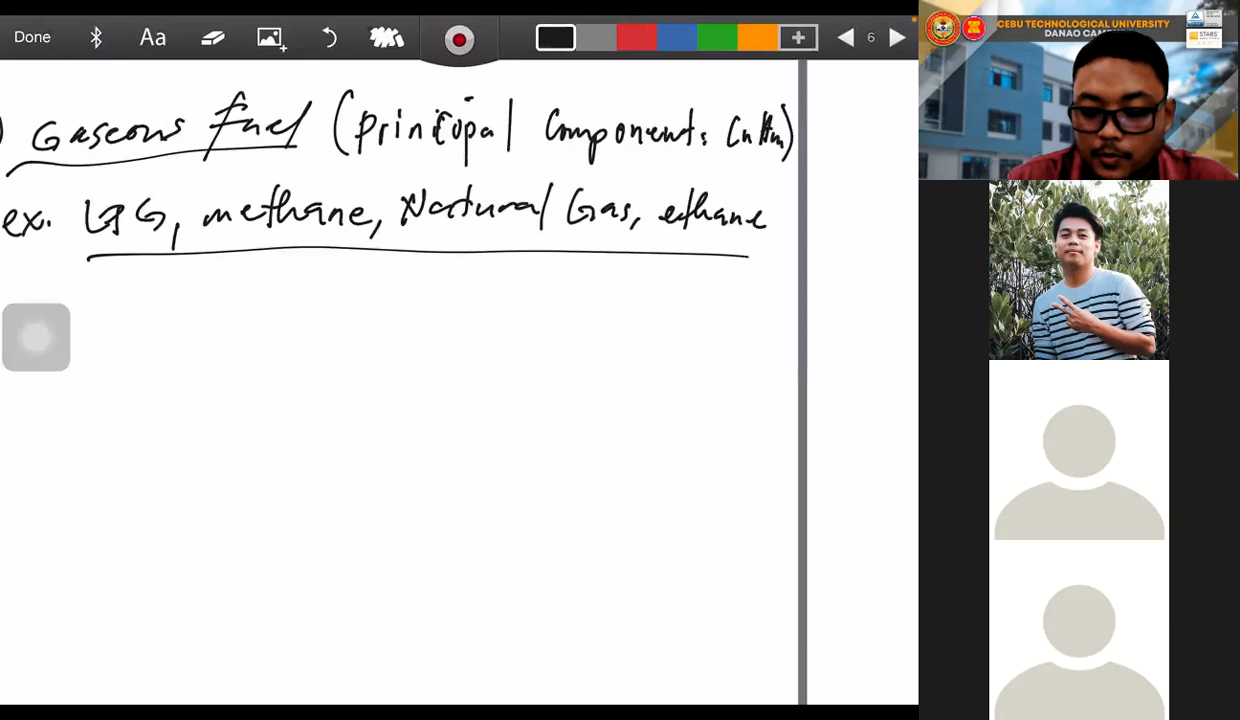 Done Aa 6
CEBU TECHNOLOGICAL UNIVERSITY
DANAO CAMPUS
STARS
) Gaseous Fuel (Principal Components: CnHm)
ex. LPG, methane, Natural Gas, ethane